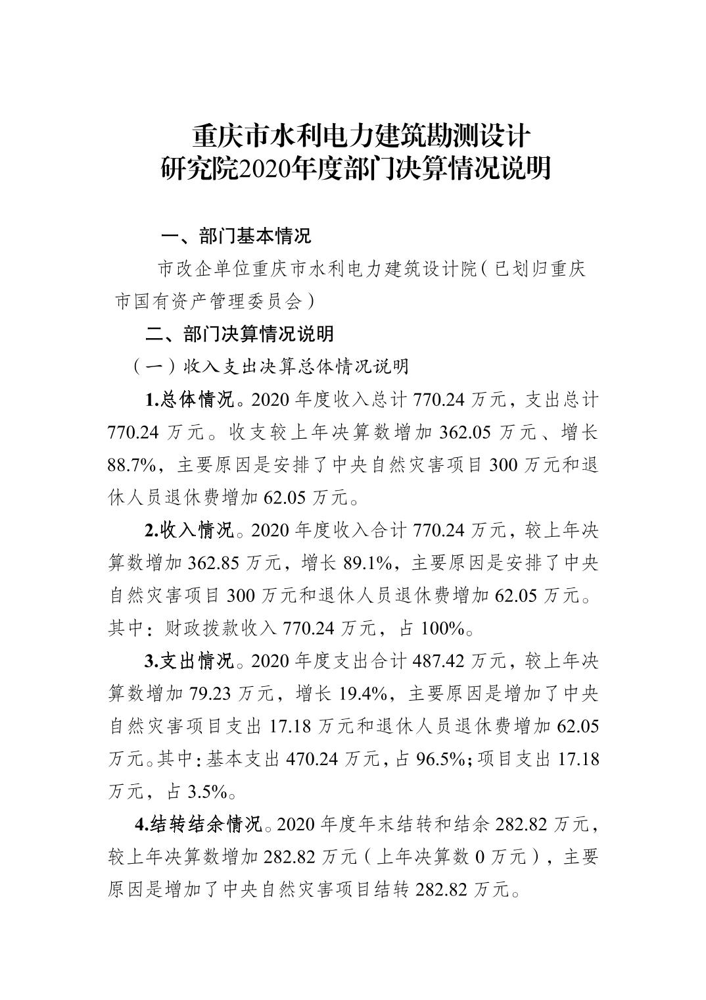 重庆市水利电力建筑勘测设计
研究院2020年度部门决算情况说明
一、部门基本情况
市改企单位重庆市水利电力建筑设计院（已划归重庆
市国有资产管理委员会）
二、部门决算情况说明
（一）收入支出决算总体情况说明
1.总体情况。2020 年度收入总计 770.24 万元，支出总计
770.24 万元。收支较上年决算数增加 362.05 万元、增长
88.7%，主要原因是安排了中央自然灾害项目 300 万元和退
休人员退休费增加 62.05 万元。
2.收入情况。2020 年度收入合计 770.24 万元，较上年决
算数增加 362.85 万元，增长 89.1%，主要原因是安排了中央
自然灾害项目 300 万元和退休人员退休费增加 62.05 万元。
其中：财政拨款收入 770.24 万元，占 100%。
3.支出情况。2020 年度支出合计 487.42 万元，较上年决
算数增加 79.23 万元，增长 19.4%，主要原因是增加了中央
自然灾害项目支出 17.18 万元和退休人员退休费增加 62.05
万元。其中：基本支出 470.24 万元，占 96.5%；项目支出 17.18
万元，占 3.5%。
4.结转结余情况。2020 年度年末结转和结余 282.82 万元，
较上年决算数增加 282.82 万元（上年决算数 0 万元），主要
原因是增加了中央自然灾害项目结转 282.82 万元。